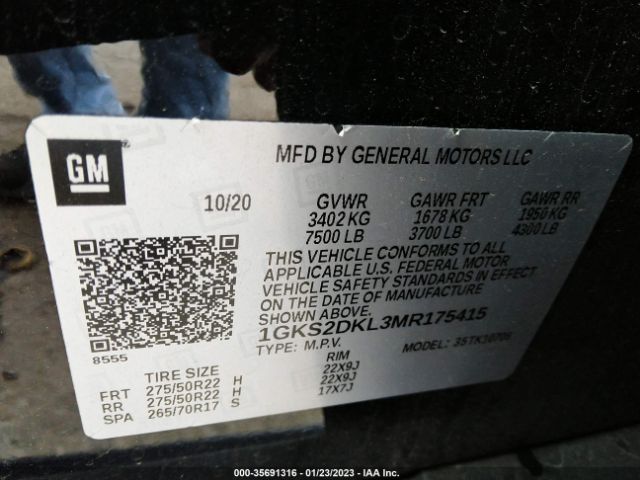 GM
MFD BY GENERAL MOTORS LLC
10/20 GVWR GAWR FRT GAWR RR
3402 KG 1678 KG 1950 KG
7500 LB 3700 LB 4300 LB
THIS VEHICLE CONFORMS TO ALL
APPLICABLE U.S. FEDERAL MOTOR
VEHICLE SAFETY STANDARDS IN EFFECT
ON THE DATE OF MANUFACTURE
SHOWN ABOVE.
1GKS2DKL3MR175415
8555
TYPE: M.P.V. MODEL:
TIRE SIZE RIM
FRT 275/50R22 H 22X9J
RR 275/50R22 H 22X9J
SPA 265/70R17 S 17X7J
000-35691316 - 01/23/2023 - IAA Inc.